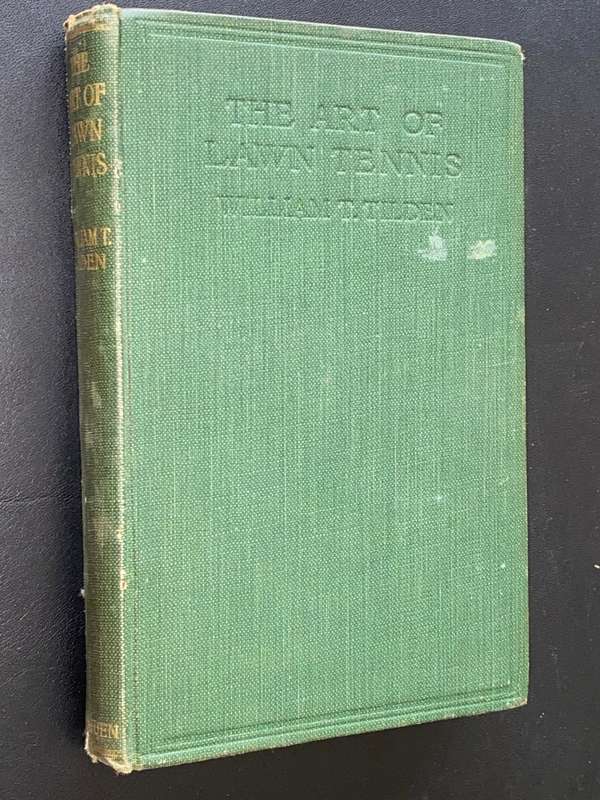 THE ART OF
LAWN TENNIS
WILLIAM T. TILDEN
THE
ART OF
LAWN
TENNIS
WILLIAM T.
TILDEN